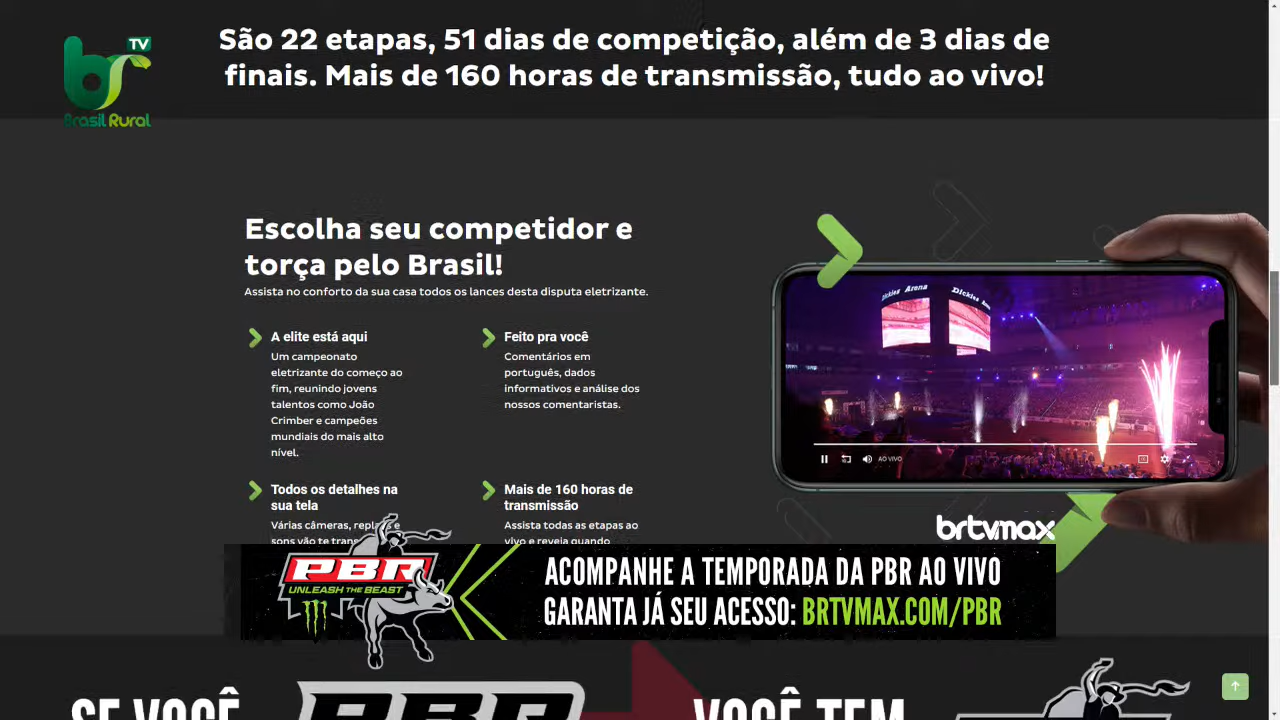 São 22 etapas, 51 dias de competição, além de 3 dias de
finais. Mais de 160 horas de transmissão, tudo ao vivo!
TV
Brasil Rural
Escolha seu competidor e
torça pelo Brasil!
Assista no conforto da sua casa todos os lances desta disputa eletrizante.
A elite está aqui
Um campeonato
eletrizante do começo ao
fim, reunindo jovens
talentos como João
Crimber e campeões
mundiais do mais alto
nível.
Feito pra você
Comentários em
português, dados
informativos e análise dos
nossos comentaristas.
Todos os detalhes na
sua tela
Várias câmeras, replays e
sons vão te
Mais de 160 horas de
transmissão
Assista todas as etapas ao
vivo e reveja quando
Dickies Arena
Dickies
AO VIVO
brtvmax
PBR
UNLEASH THE BEAST
ACOMPANHE A TEMPORADA DA PBR AO VIVO
GARANTA JÁ SEU ACESSO: BRTVMAX.COM/PBR
SE VOCÊ
PBR
VOCÊ TEM